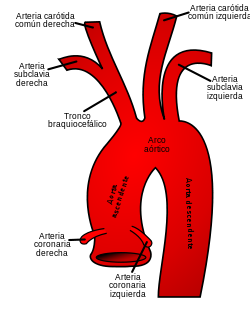 Arteria carótida
común derecha
Arteria carótida
común izquierda
Arteria
subclavia
derecha
Arteria
subclavia
izquierda
Tronco
braquiocefálico
Arco
aórtico
Aorta
ascendente
Aorta descendente
Arteria
coronaria
derecha
Arteria
coronaria
izquierda